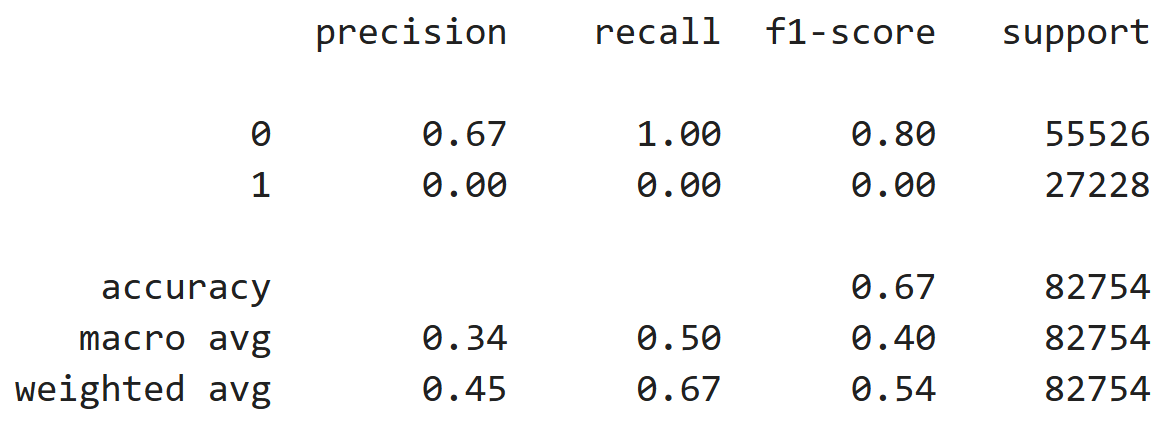 precision recall f1-score support
0 0.67 1.00 0.80 55526
1 0.00 0.00 0.00 27228
accuracy 0.67 82754
macro avg 0.34 0.50 0.40 82754
weighted avg 0.45 0.67 0.54 82754